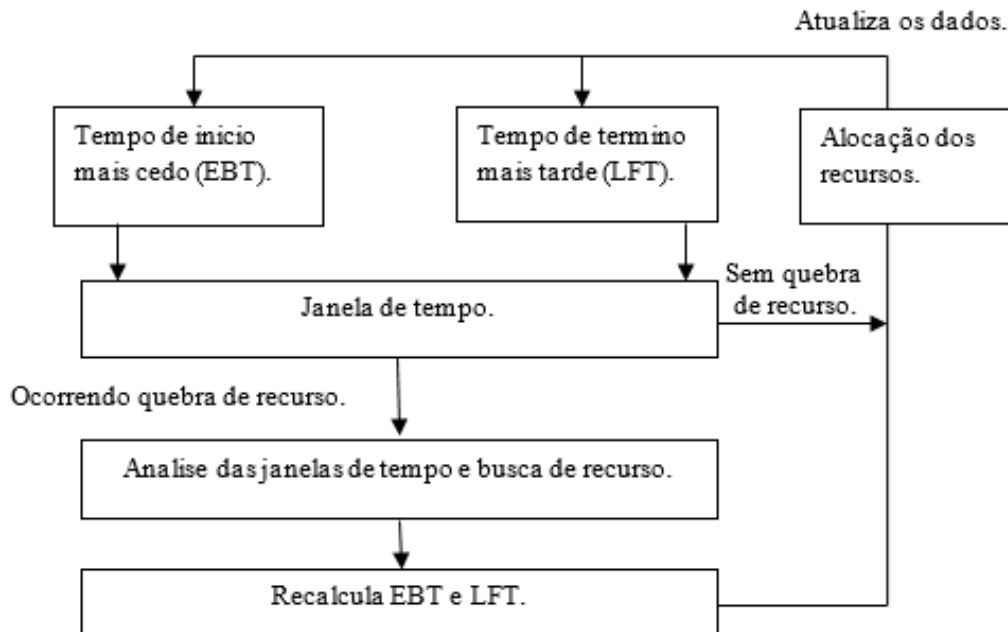 Atualiza os dados.
Tempo de inicio
mais cedo (EBT).
Tempo de termino
mais tarde (LFT).
Alocação dos
recursos.
Janela de tempo.
Sem quebra
de recurso.
Ocorrendo quebra de recurso.
Analise das janelas de tempo e busca de recurso.
Recalcula EBT e LFT.